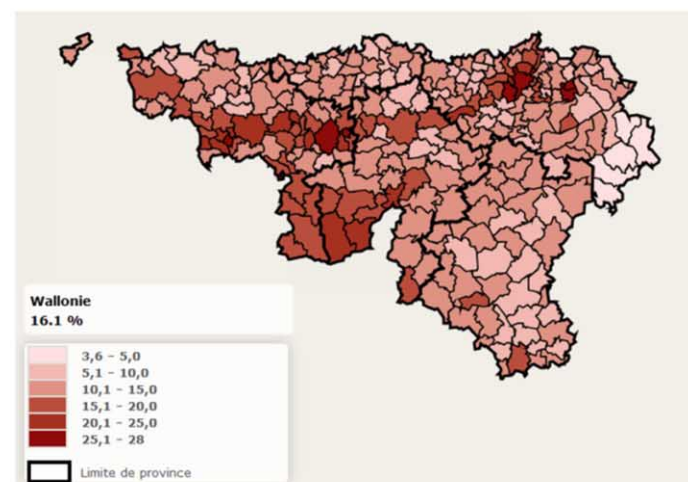 Wallonie
16.1 %
3,6 – 5,0
5,1 – 10,0
10,1 – 15,0
15,1 – 20,0
20,1 – 25,0
25,1 – 28
Limite de province